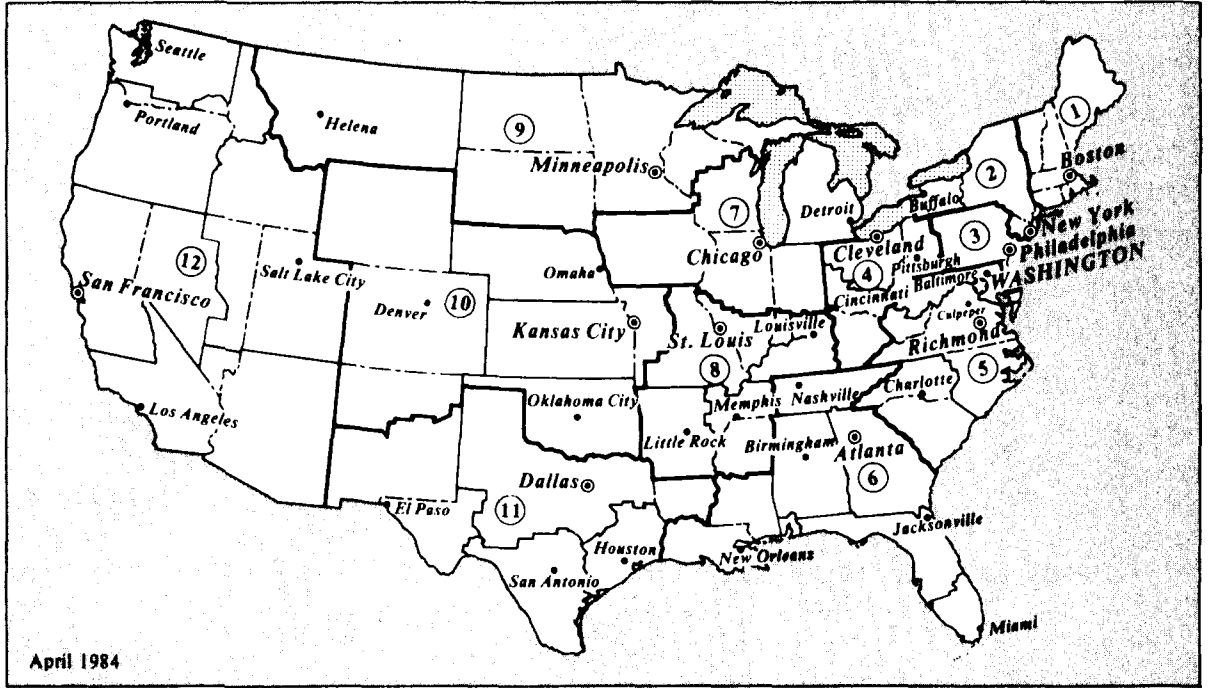 Seattle
Portland
Helena
9
Minneapolis
1
Boston
2
Buffalo
7
Detroit
3
New York
Philadelphia
WASHINGTON
Cleveland
4
Pittsburgh
Chicago
Cincinnati
Baltimore
12
Salt Lake City
San Francisco
Omaha
Denver
10
Kansas City
St. Louis
Louisville
Culpeper
Richmond
8
5
Charlotte
Los Angeles
Oklahoma City
Memphis
Nashville
Little Rock
Birmingham
Atlanta
6
Dallas
El Paso
11
Jacksonville
Houston
New Orleans
San Antonio
Miami
April 1984